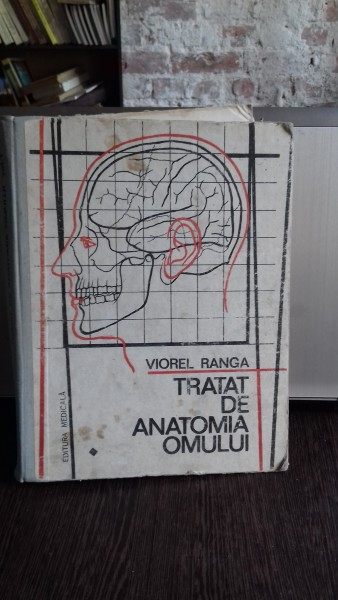 VIOREL RANGA
TRATAT
DE
ANATOMIA
OMULUI
EDITURA MEDICALĂ